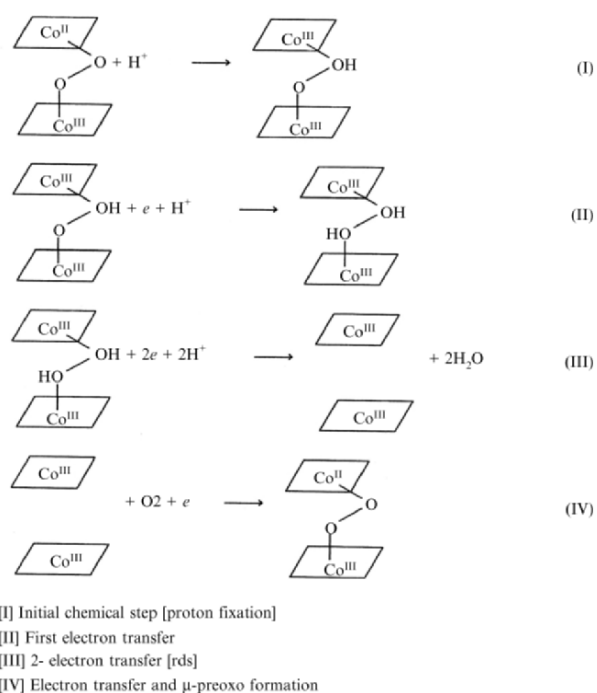 Co^II
O + H^+
O
Co^III
Co^III
OH
O
Co^III
(I)
Co^III
OH + e + H^+
O
Co^III
Co^III
OH
HO
Co^III
(II)
Co^III
OH + 2e + 2H^+
HO
Co^III
Co^III
+ 2H₂O
Co^III
(III)
Co^III
+ O2 + e
Co^III
Co^II
O
O
Co^III
(IV)
[I] Initial chemical step [proton fixation]
[II] First electron transfer
[III] 2- electron transfer [rds]
[IV] Electron transfer and μ-preoxo formation